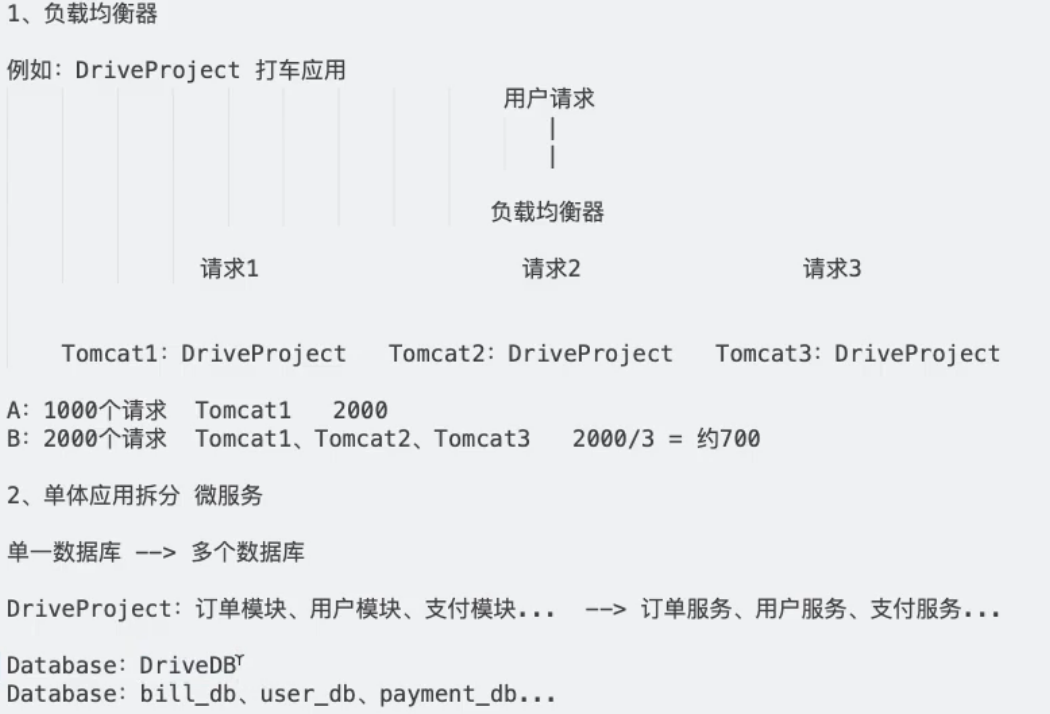 1、负载均衡器
例如：DriveProject 打车应用
用户请求
|
|
负载均衡器
请求1 请求2 请求3
Tomcat1：DriveProject Tomcat2：DriveProject Tomcat3：DriveProject
A：1000个请求 Tomcat1 2000
B：2000个请求 Tomcat1、Tomcat2、Tomcat3 2000/3 = 约700
2、单体应用拆分 微服务
单一数据库 --> 多个数据库
DriveProject：订单模块、用户模块、支付模块... --> 订单服务、用户服务、支付服务...
Database：DriveDB
Database：bill_db、user_db、payment_db...